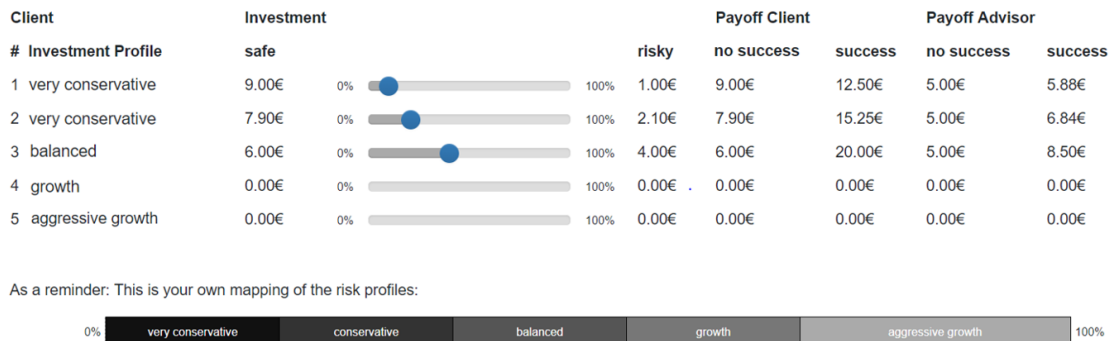 Client Investment Payoff Client Payoff Advisor
# Investment Profile safe risky no success success no success success
1 very conservative 9.00€ 0% 100% 1.00€ 9.00€ 12.50€ 5.00€ 5.88€
2 very conservative 7.90€ 0% 100% 2.10€ 7.90€ 15.25€ 5.00€ 6.84€
3 balanced 6.00€ 0% 100% 4.00€ 6.00€ 20.00€ 5.00€ 8.50€
4 growth 0.00€ 0% 100% 0.00€ 0.00€ 0.00€ 0.00€ 0.00€
5 aggressive growth 0.00€ 0% 100% 0.00€ 0.00€ 0.00€ 0.00€ 0.00€
As a reminder: This is your own mapping of the risk profiles:
0% very conservative conservative balanced growth aggressive growth 100%